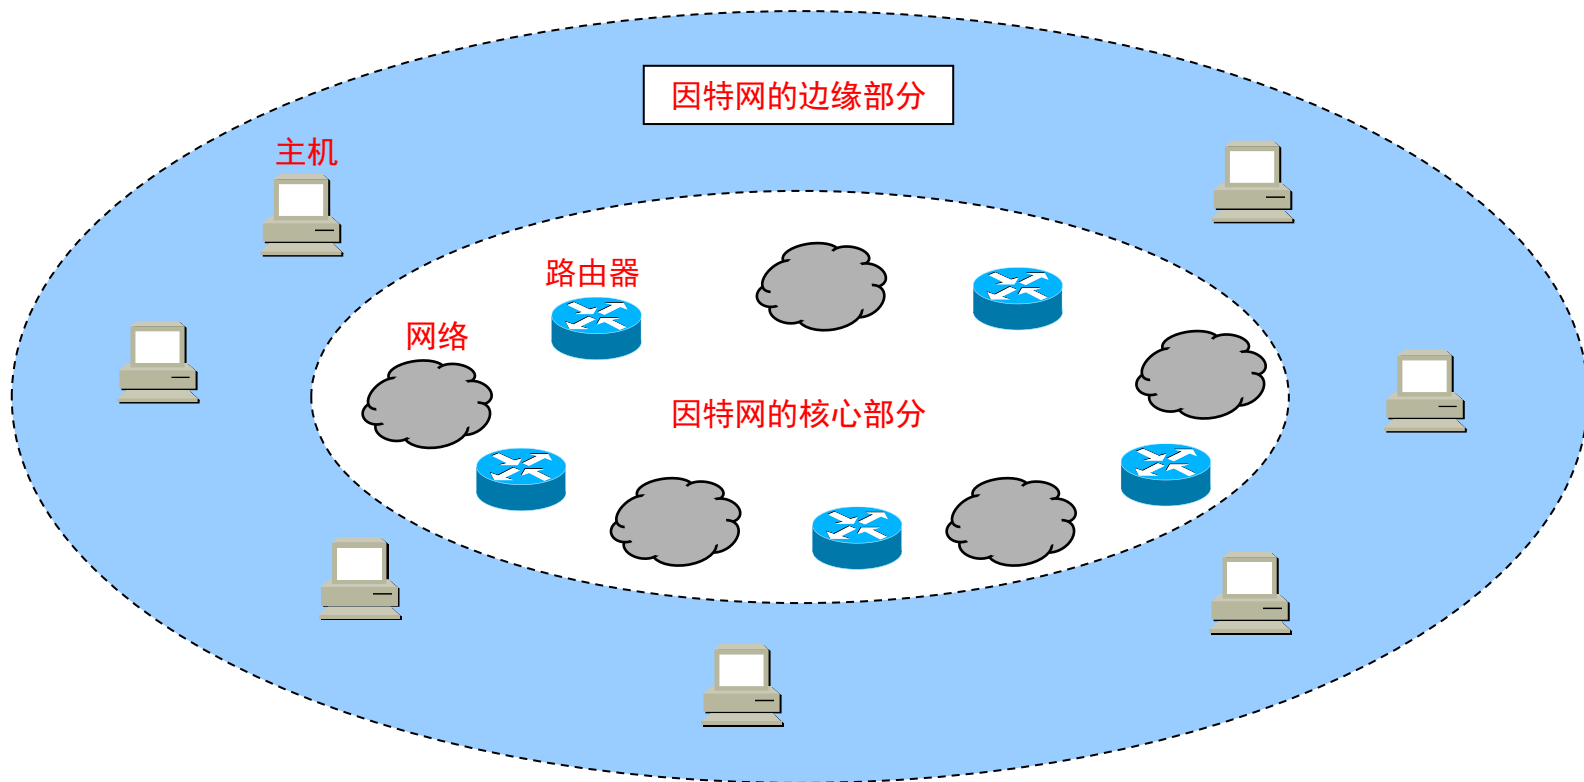 因特网的边缘部分
主机
路由器
网络
因特网的核心部分